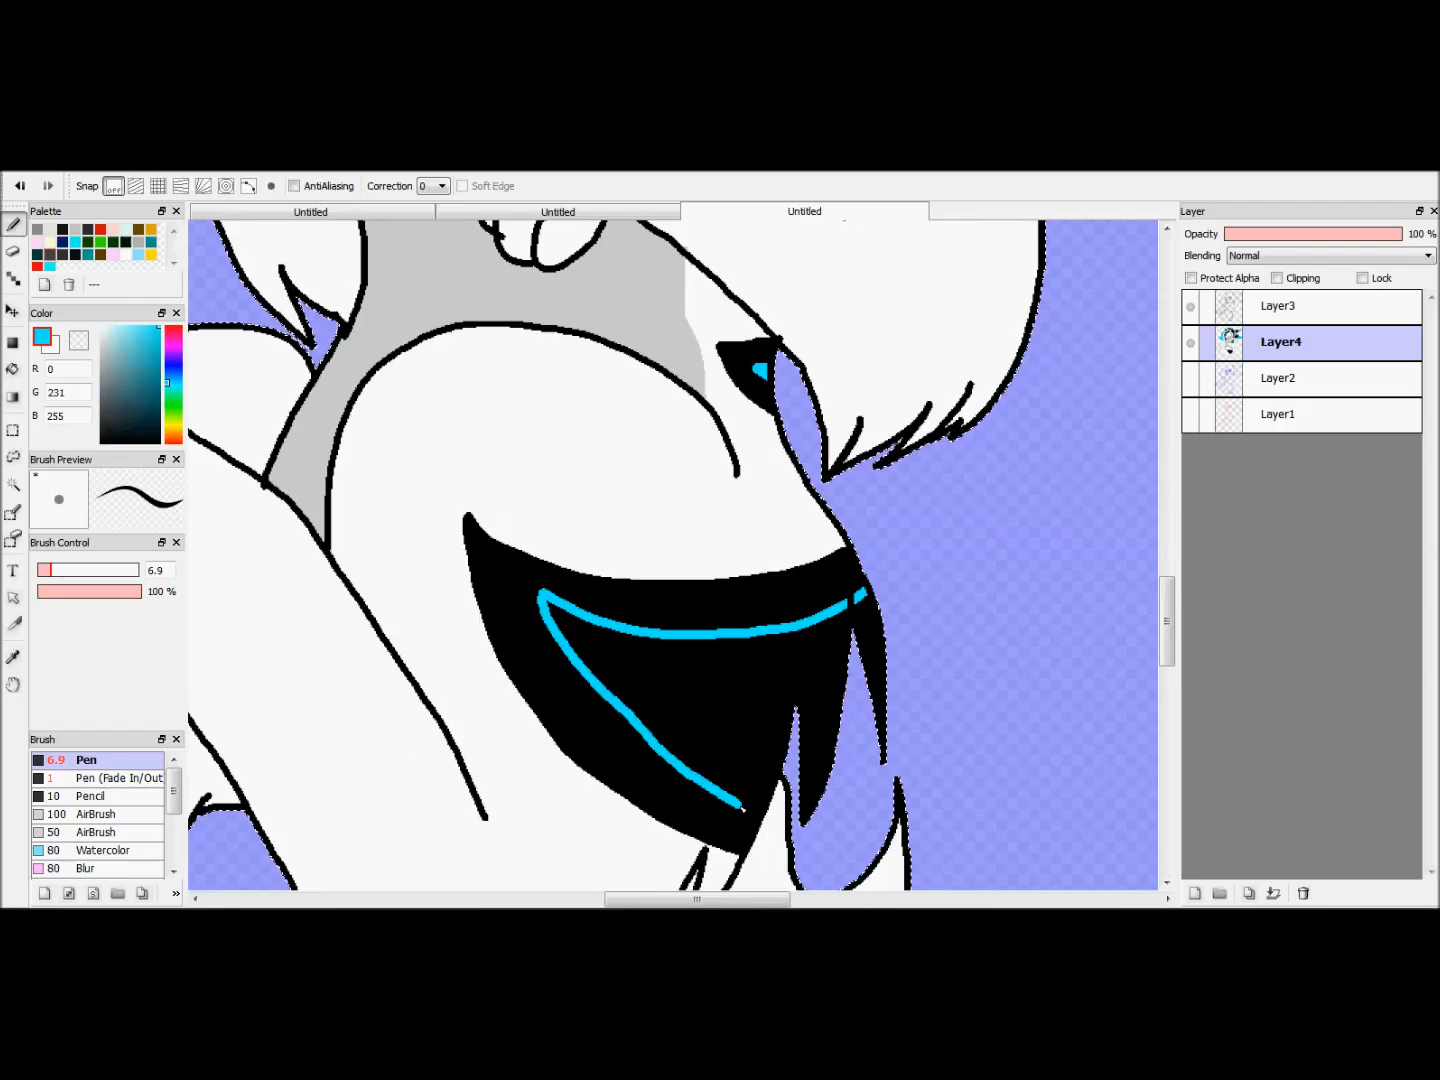 Snap off AntiAliasing Correction 0 Soft Edge
Palette
Untitled
Untitled
Untitled
Layer
Opacity 100 %
Blending Normal
Protect Alpha Clipping Lock
---
Color
R 0
G 231
B 255
Layer3
Layer4
Layer2
Layer1
Brush Preview
*
Brush Control
6.9
100 %
Brush
6.9 Pen
1 Pen (Fade In/Out
10 Pencil
100 AirBrush
50 AirBrush
80 Watercolor
80 Blur